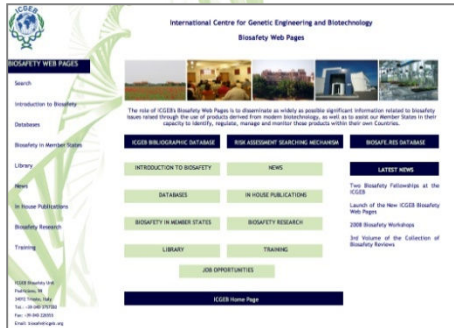 ICGEB
International Centre for Genetic Engineering and Biotechnology
Biosafety Web Pages
BIOSAFETY WEB PAGES
Search
Introduction to Biosafety
Databases
Biosafety in Member States
Library
News
In House Publications
Biosafety Research
Training
ICGEB Biosafety Unit
Padriciano, 99
34012 Trieste, Italy
The role of ICGEB's Biosafety Web Pages is to disseminate as widely as possible significant information related to biosafety
issues raised through the use of products derived from modern biotechnology, as well as to assist our Member States in their
capacity to identify, regulate, manage and monitor those products within their own Countries.
ICGEB BIBLIOGRAPHIC DATABASE
RISK ASSESSMENT SEARCHING MECHANISM
BIOSAFE.RES DATABASE
INTRODUCTION TO BIOSAFETY
NEWS
DATABASES
IN HOUSE PUBLICATIONS
BIOSAFETY IN MEMBER STATES
BIOSAFETY RESEARCH
LIBRARY
TRAINING
JOB OPPORTUNITIES
LATEST NEWS
Two Biosafety Fellowships at the
ICGEB
Launch of the New ICGEB Biosafety
Web Pages
2008 Biosafety Workshops
3rd Volume of the Collection of
Biosafety Reviews
ICGEB Home Page